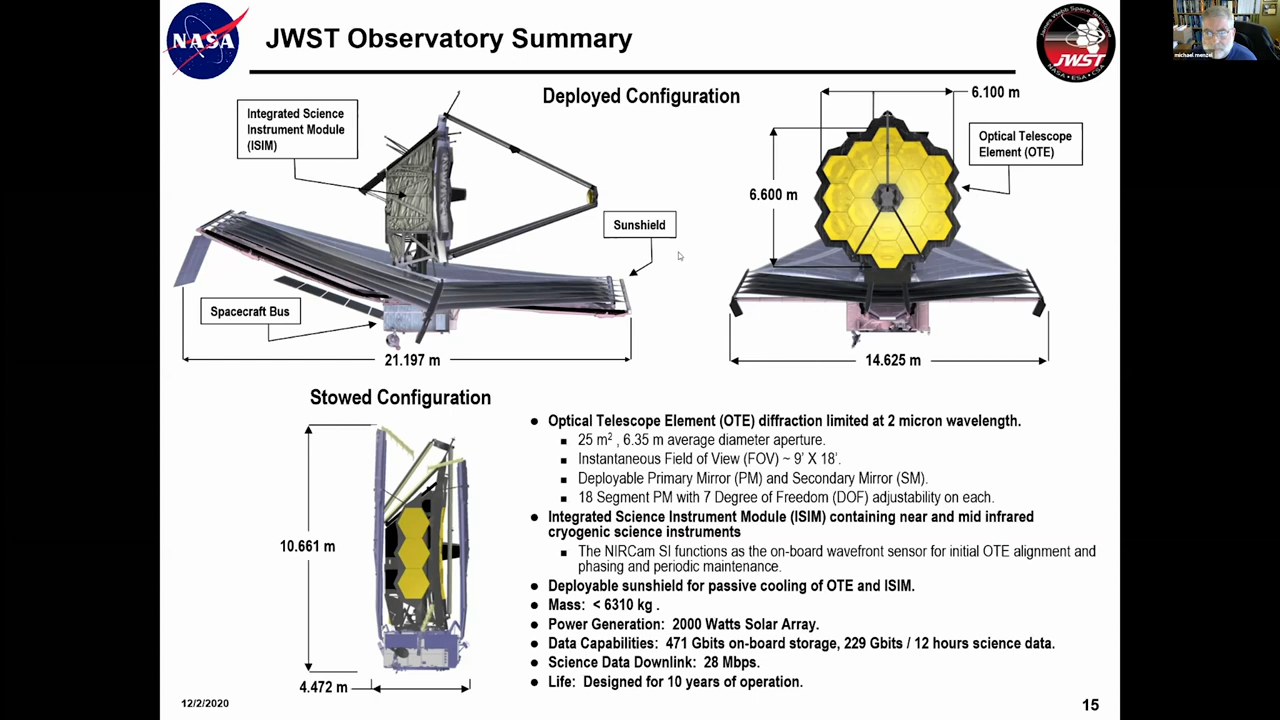 NASA
JWST Observatory Summary
JWST
michael menzel
Deployed Configuration
6.100 m
Integrated Science
Instrument Module
(ISIM)
Optical Telescope
Element (OTE)
6.600 m
Sunshield
Spacecraft Bus
21.197 m
14.625 m
Stowed Configuration
10.661 m
4.472 m
● Optical Telescope Element (OTE) diffraction limited at 2 micron wavelength.
■ 25 m², 6.35 m average diameter aperture.
■ Instantaneous Field of View (FOV) ~ 9’ X 18’.
■ Deployable Primary Mirror (PM) and Secondary Mirror (SM).
■ 18 Segment PM with 7 Degree of Freedom (DOF) adjustability on each.
● Integrated Science Instrument Module (ISIM) containing near and mid infrared
cryogenic science instruments
■ The NIRCam SI functions as the on-board wavefront sensor for initial OTE alignment and
phasing and periodic maintenance.
● Deployable sunshield for passive cooling of OTE and ISIM.
● Mass: < 6310 kg .
● Power Generation: 2000 Watts Solar Array.
● Data Capabilities: 471 Gbits on-board storage, 229 Gbits / 12 hours science data.
● Science Data Downlink: 28 Mbps.
● Life: Designed for 10 years of operation.
12/2/2020
15